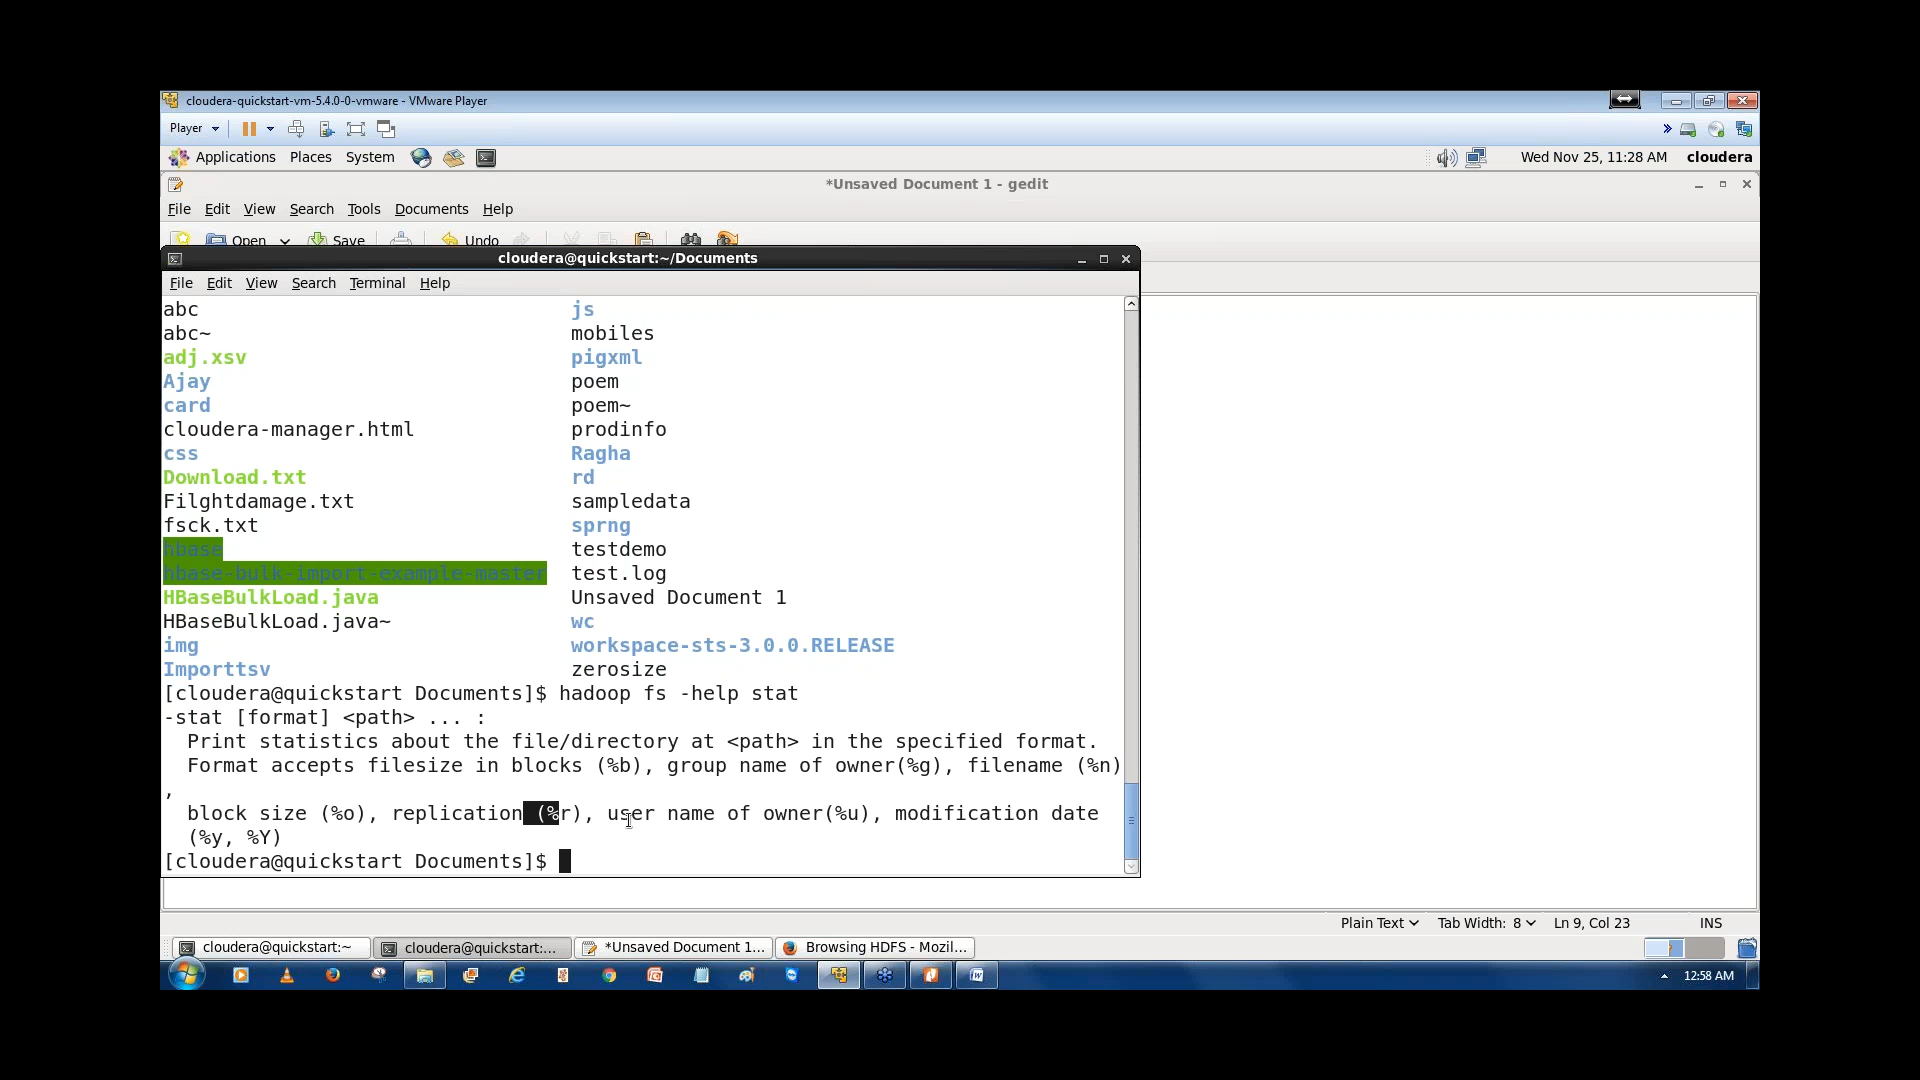 cloudera-quickstart-vm-5.4.0-0-vmware - VMware Player
Player
Applications Places System Wed Nov 25, 11:28 AM cloudera
*Unsaved Document 1 - gedit
File Edit View Search Tools Documents Help
Open Save Undo
cloudera@quickstart:~/Documents
File Edit View Search Terminal Help
abc js
abc~ mobiles
adj.xsv pigxml
Ajay poem
card poem~
cloudera-manager.html prodinfo
css Ragha
Download.txt rd
Filghtdamage.txt sampledata
fsck.txt sprng
hbase testdemo
hbase-bulk-import-example-master test.log
HBaseBulkLoad.java Unsaved Document 1
HBaseBulkLoad.java~ wc
img workspace-sts-3.0.0.RELEASE
Importtsv zerosize
[cloudera@quickstart Documents]$ hadoop fs -help stat
-stat [format] <path> ... :
Print statistics about the file/directory at <path> in the specified format.
Format accepts filesize in blocks (%b), group name of owner(%g), filename (%n)
,
block size (%o), replication (%r), user name of owner(%u), modification date
(%y, %Y)
[cloudera@quickstart Documents]$
Plain Text Tab Width: 8 Ln 9, Col 23 INS
cloudera@quickstart:~ cloudera@quickstart:... *Unsaved Document 1... Browsing HDFS - Mozil...
12:58 AM